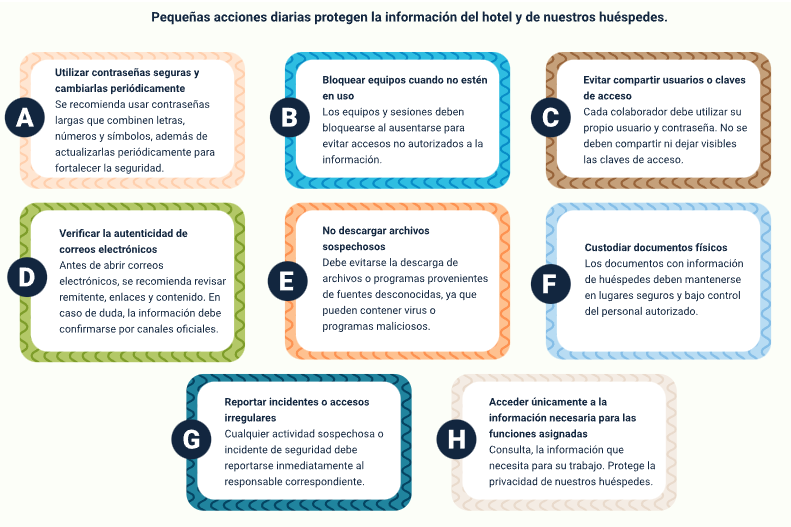 Pequeñas acciones diarias protegen la información del hotel y de nuestros huéspedes.
A
Utilizar contraseñas seguras y
cambiarlas periódicamente
Se recomienda usar contraseñas
largas que combinen letras,
números y símbolos, además de
actualizarlas periódicamente para
fortalecer la seguridad.
B
Bloquear equipos cuando no estén
en uso
Los equipos y sesiones deben
bloquearse al ausentarse para
evitar accesos no autorizados a la
información.
C
Evitar compartir usuarios o claves
de acceso
Cada colaborador debe utilizar su
propio usuario y contraseña. No se
deben compartir ni dejar visibles
las claves de acceso.
D
Verificar la autenticidad de
correos electrónicos
Antes de abrir correos
electrónicos, se recomienda revisar
remitente, enlaces y contenido. En
caso de duda, la información debe
confirmarse por canales oficiales.
E
No descargar archivos
sospechosos
Debe evitarse la descarga de
archivos o programas provenientes
de fuentes desconocidas, ya que
pueden contener virus o
programas maliciosos.
F
Custodiar documentos físicos
Los documentos con información
de huéspedes deben mantenerse
en lugares seguros y bajo control
del personal autorizado.
G
Reportar incidentes o accesos
irregulares
Cualquier actividad sospechosa o
incidente de seguridad debe
reportarse inmediatamente al
responsable correspondiente.
H
Acceder únicamente a la
información necesaria para las
funciones asignadas
Consulta, la información que
necesita para su trabajo. Protege la
privacidad de nuestros huéspedes.